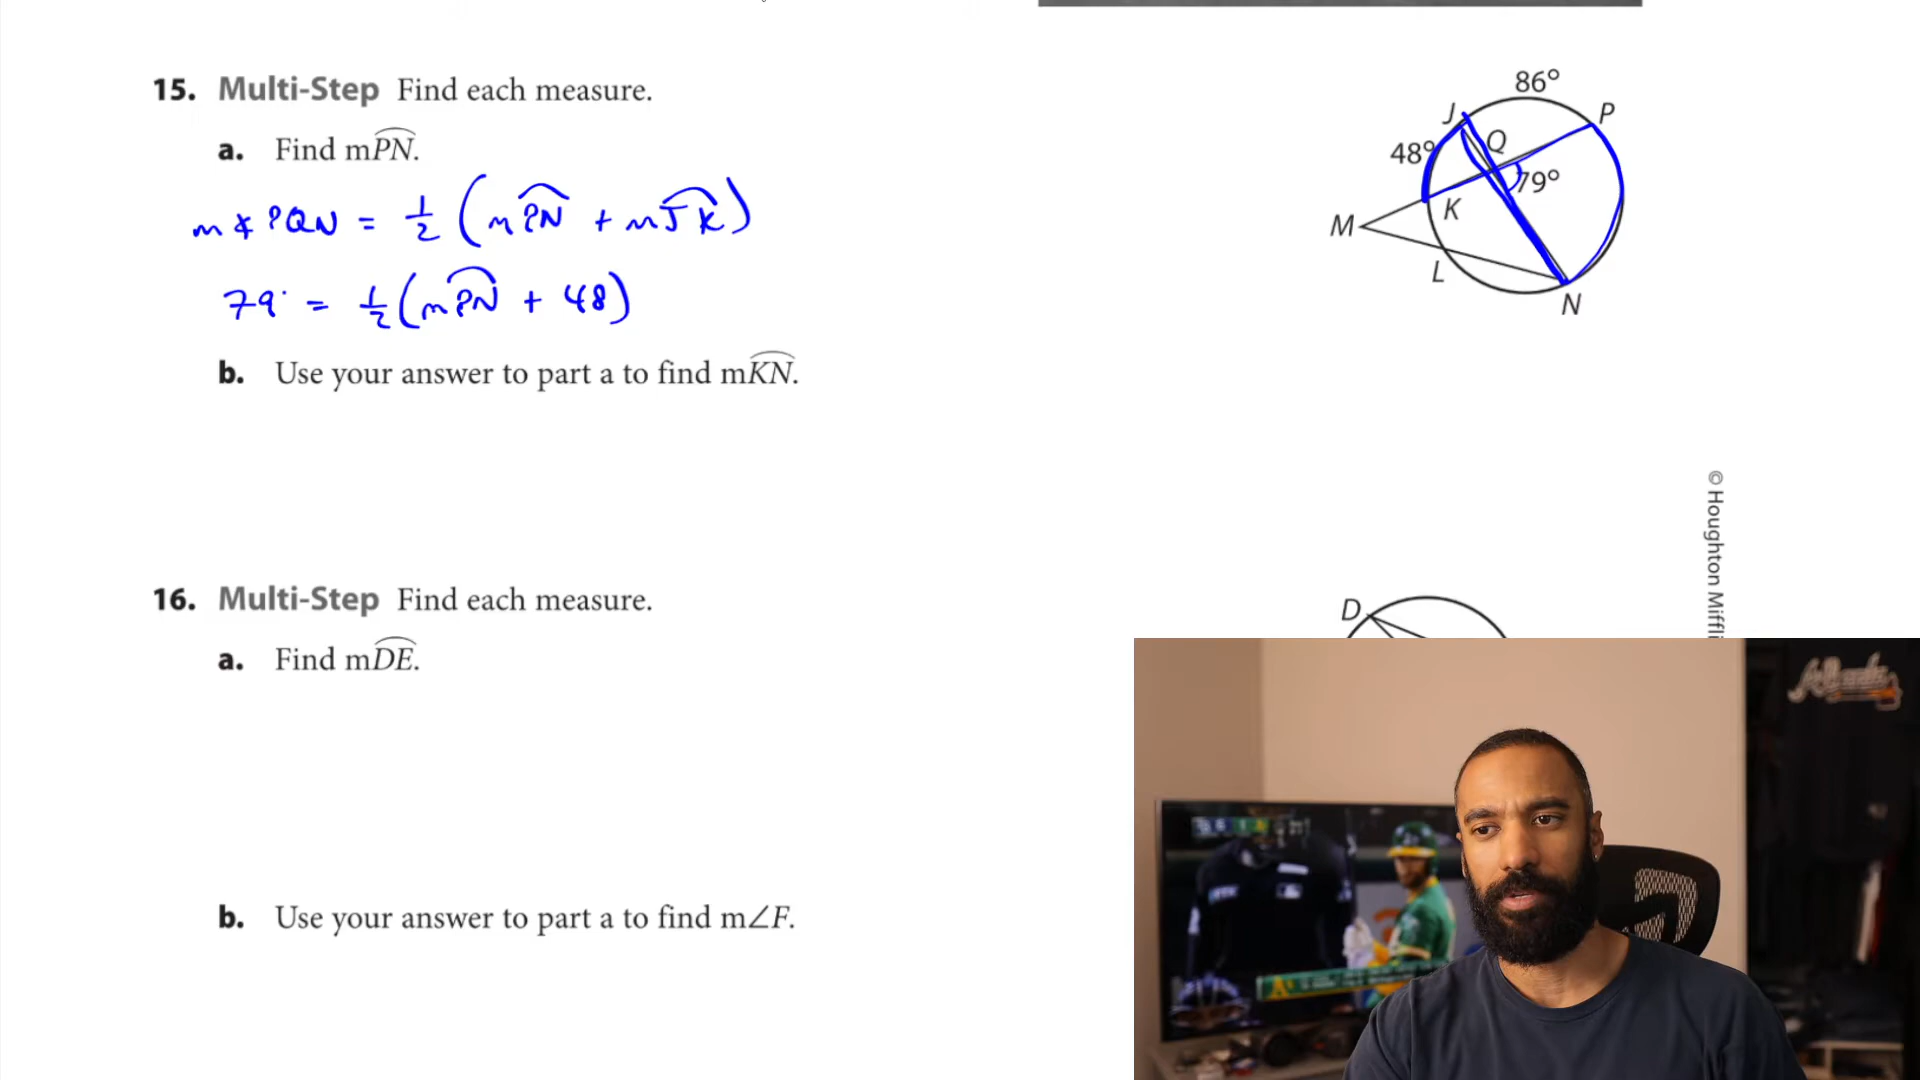 15. Multi-Step Find each measure.
a. Find mPN.
m∡PQN = 1/2 (mPN + mJK)
79° = 1/2 (mPN + 48)
b. Use your answer to part a to find mKN.
86°
J
P
Q
48°
79°
K
M
L
N
© Houghton Miffli
16. Multi-Step Find each measure.
a. Find mDE.
D
b. Use your answer to part a to find m∠F.